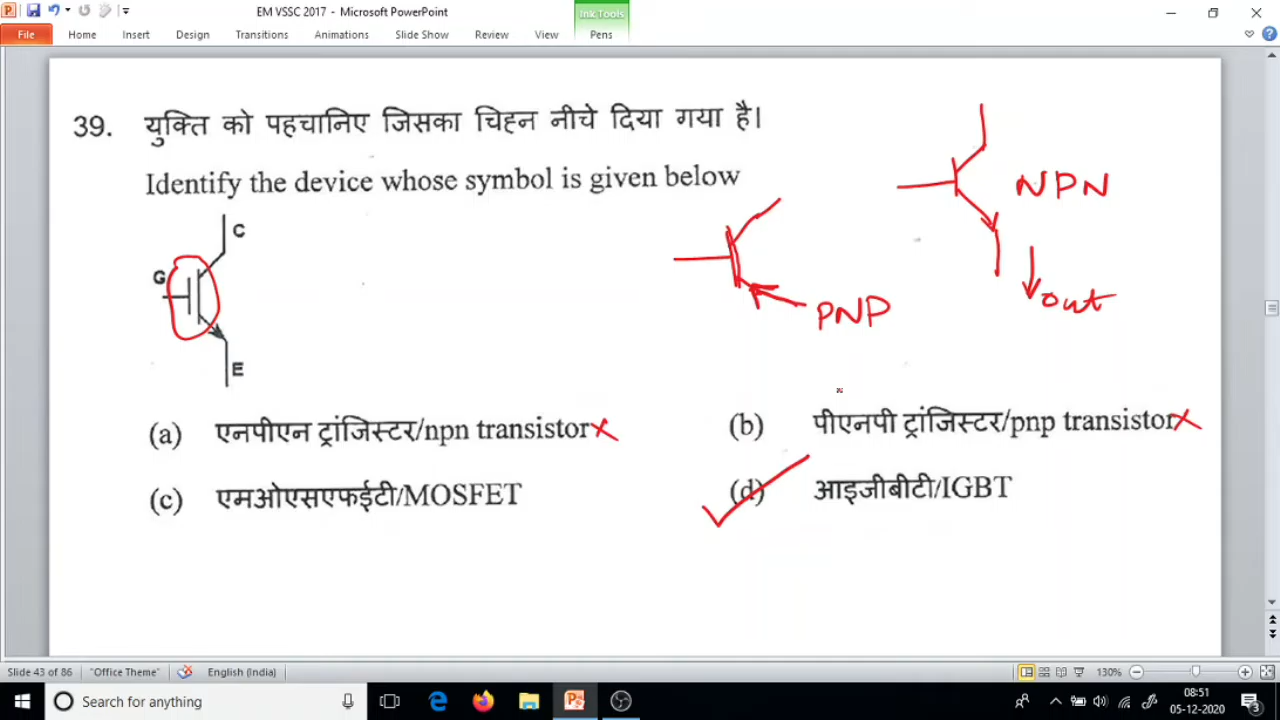 EM VSSC 2017 - Microsoft PowerPoint
Ink Tools
File Home Insert Design Transitions Animations Slide Show Review View Pens
39. युक्ति को पहचानिए जिसका चिह्न नीचे दिया गया है।
Identify the device whose symbol is given below
NPN
C
G
out
PNP
E
(a) एनपीएन ट्रांजिस्टर/npn transistor
(b) पीएनपी ट्रांजिस्टर/pnp transistor
(c) एमओएसएफईटी/MOSFET
(d) आइजीबीटी/IGBT
Slide 43 of 86 "Office Theme" English (India) 130%
Search for anything
08:51
05-12-2020
3